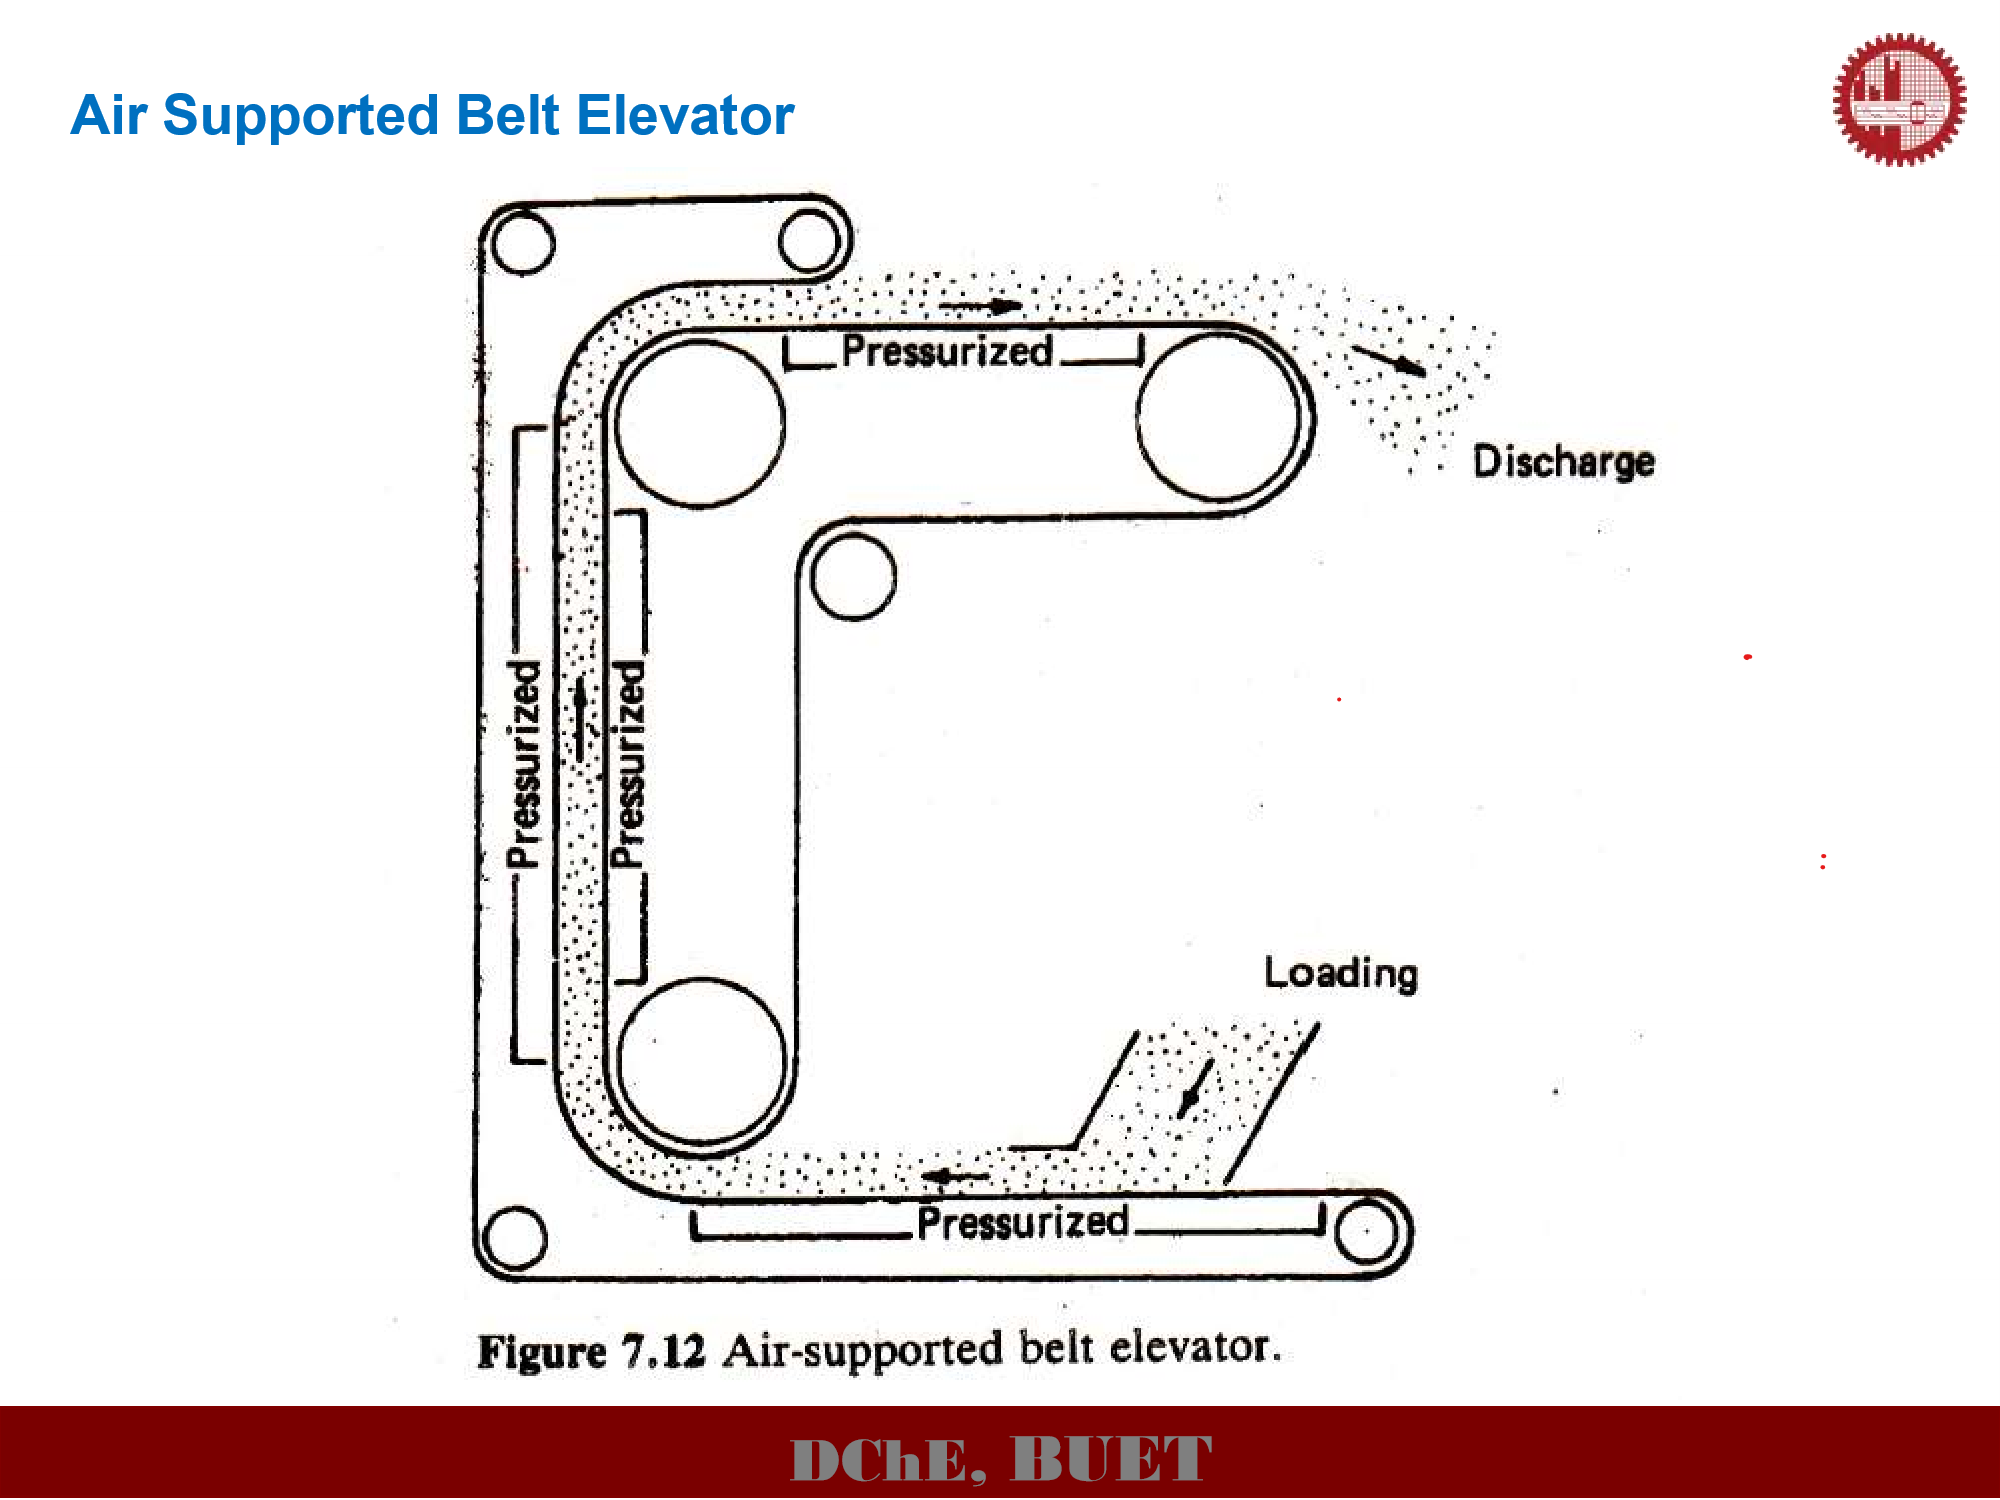 Air Supported Belt Elevator
Pressurized
Discharge
Pressurized
Pressurized
Loading
Pressurized
Figure 7.12 Air-supported belt elevator.
DChE, BUET